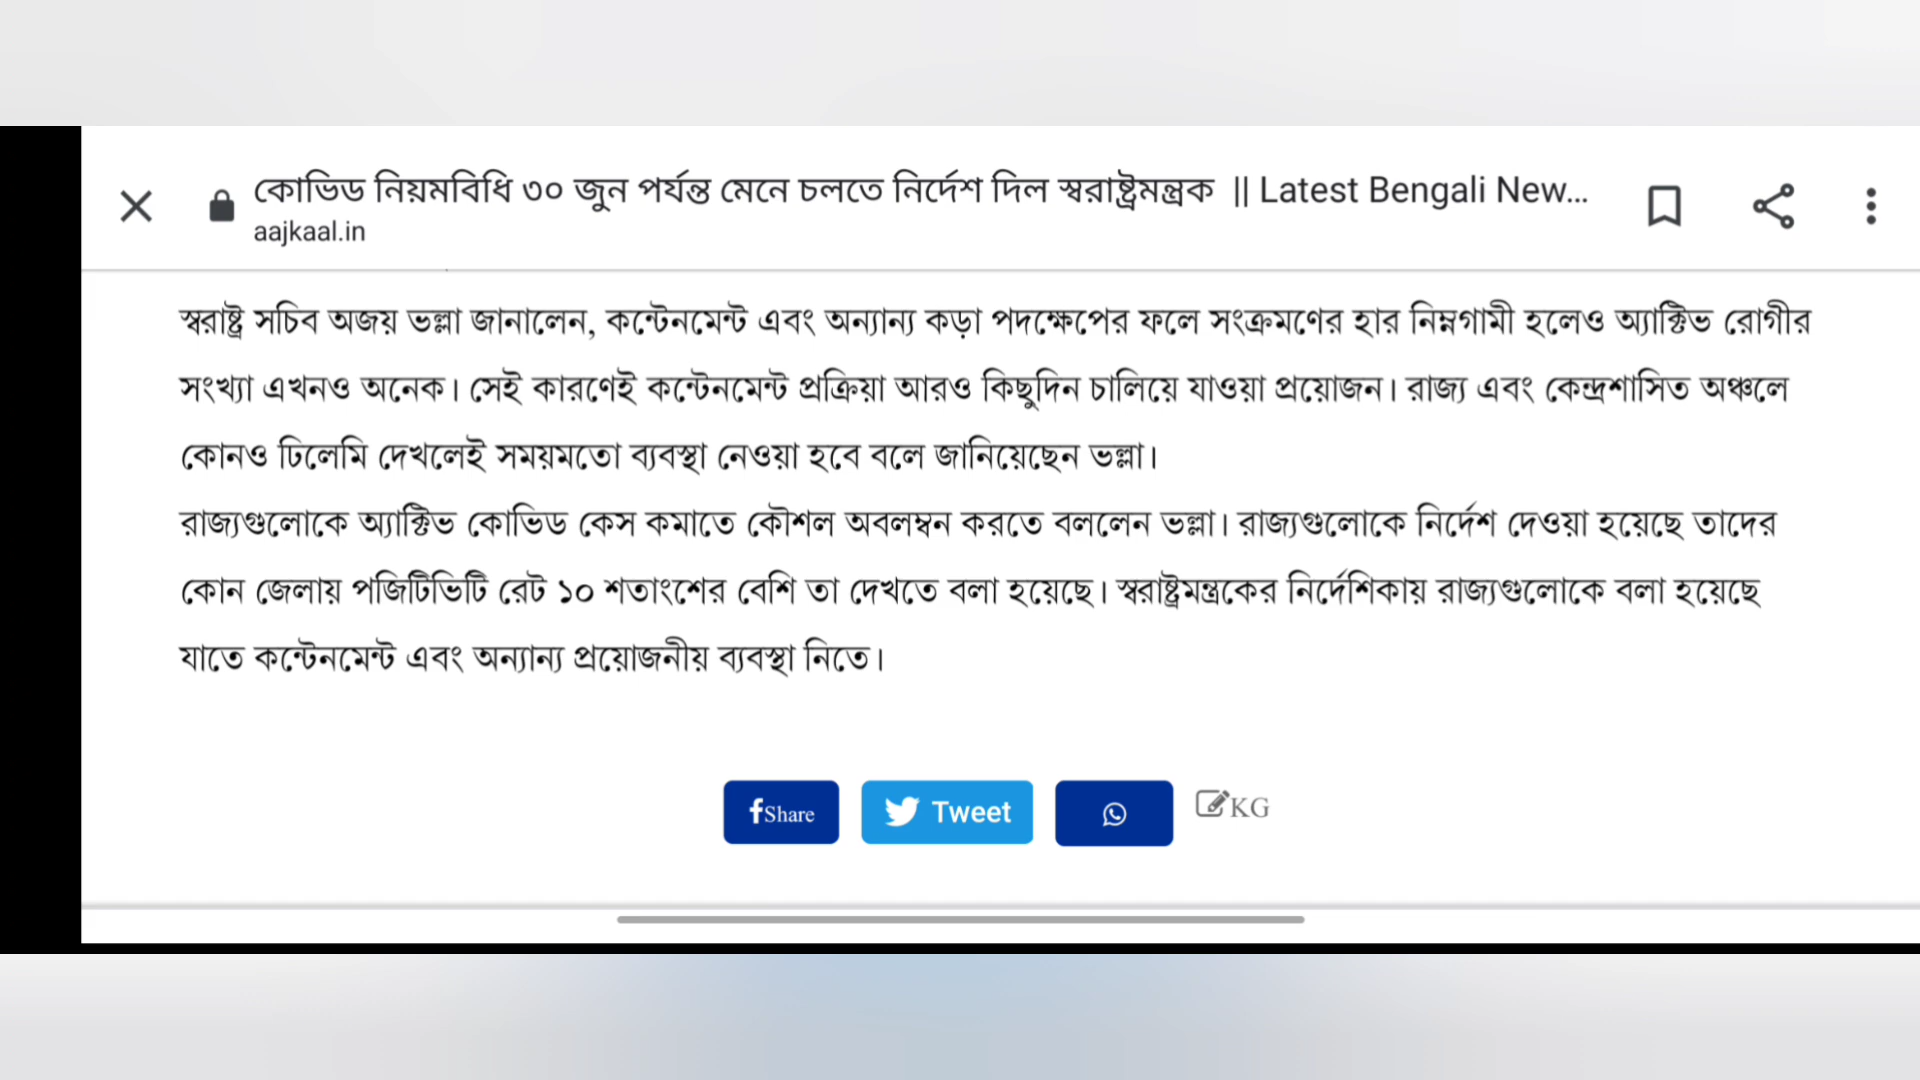 কোভিড নিয়মবিধি ৩০ জুন পর্যন্ত মেনে চলতে নির্দেশ দিল স্বরাষ্ট্রমন্ত্রক || Latest Bengali New...
aajkaal.in
স্বরাষ্ট্র সচিব অজয় ভল্লা জানালেন, কন্টেনমেন্ট এবং অন্যান্য কড়া পদক্ষেপের ফলে সংক্রমণের হার নিম্নগামী হলেও অ্যাক্টিভ রোগীর
সংখ্যা এখনও অনেক। সেই কারণেই কন্টেনমেন্ট প্রক্রিয়া আরও কিছুদিন চালিয়ে যাওয়া প্রয়োজন। রাজ্য এবং কেন্দ্রশাসিত অঞ্চলে
কোনও ঢিলেমি দেখলেই সময়মতো ব্যবস্থা নেওয়া হবে বলে জানিয়েছেন ভল্লা।
রাজ্যগুলোকে অ্যাক্টিভ কোভিড কেস কমাতে কৌশল অবলম্বন করতে বললেন ভল্লা। রাজ্যগুলোকে নির্দেশ দেওয়া হয়েছে তাদের
কোন জেলায় পজিটিভিটি রেট ১০ শতাংশের বেশি তা দেখতে বলা হয়েছে। স্বরাষ্ট্রমন্ত্রকের নির্দেশিকায় রাজ্যগুলোকে বলা হয়েছে
যাতে কন্টেনমেন্ট এবং অন্যান্য প্রয়োজনীয় ব্যবস্থা নিতে।
Share Tweet KG